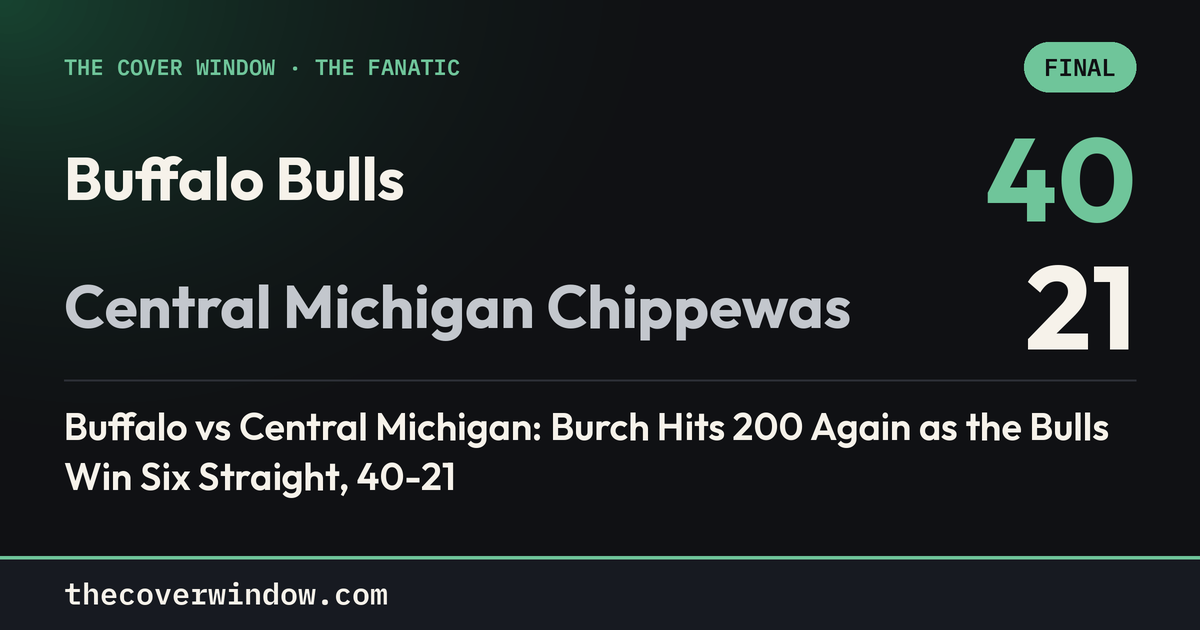 THE COVER WINDOW · THE FANATIC
FINAL
Buffalo Bulls
40
Central Michigan Chippewas
21
Buffalo vs Central Michigan: Burch Hits 200 Again as the Bulls
Win Six Straight, 40-21
thecoverwindow.com